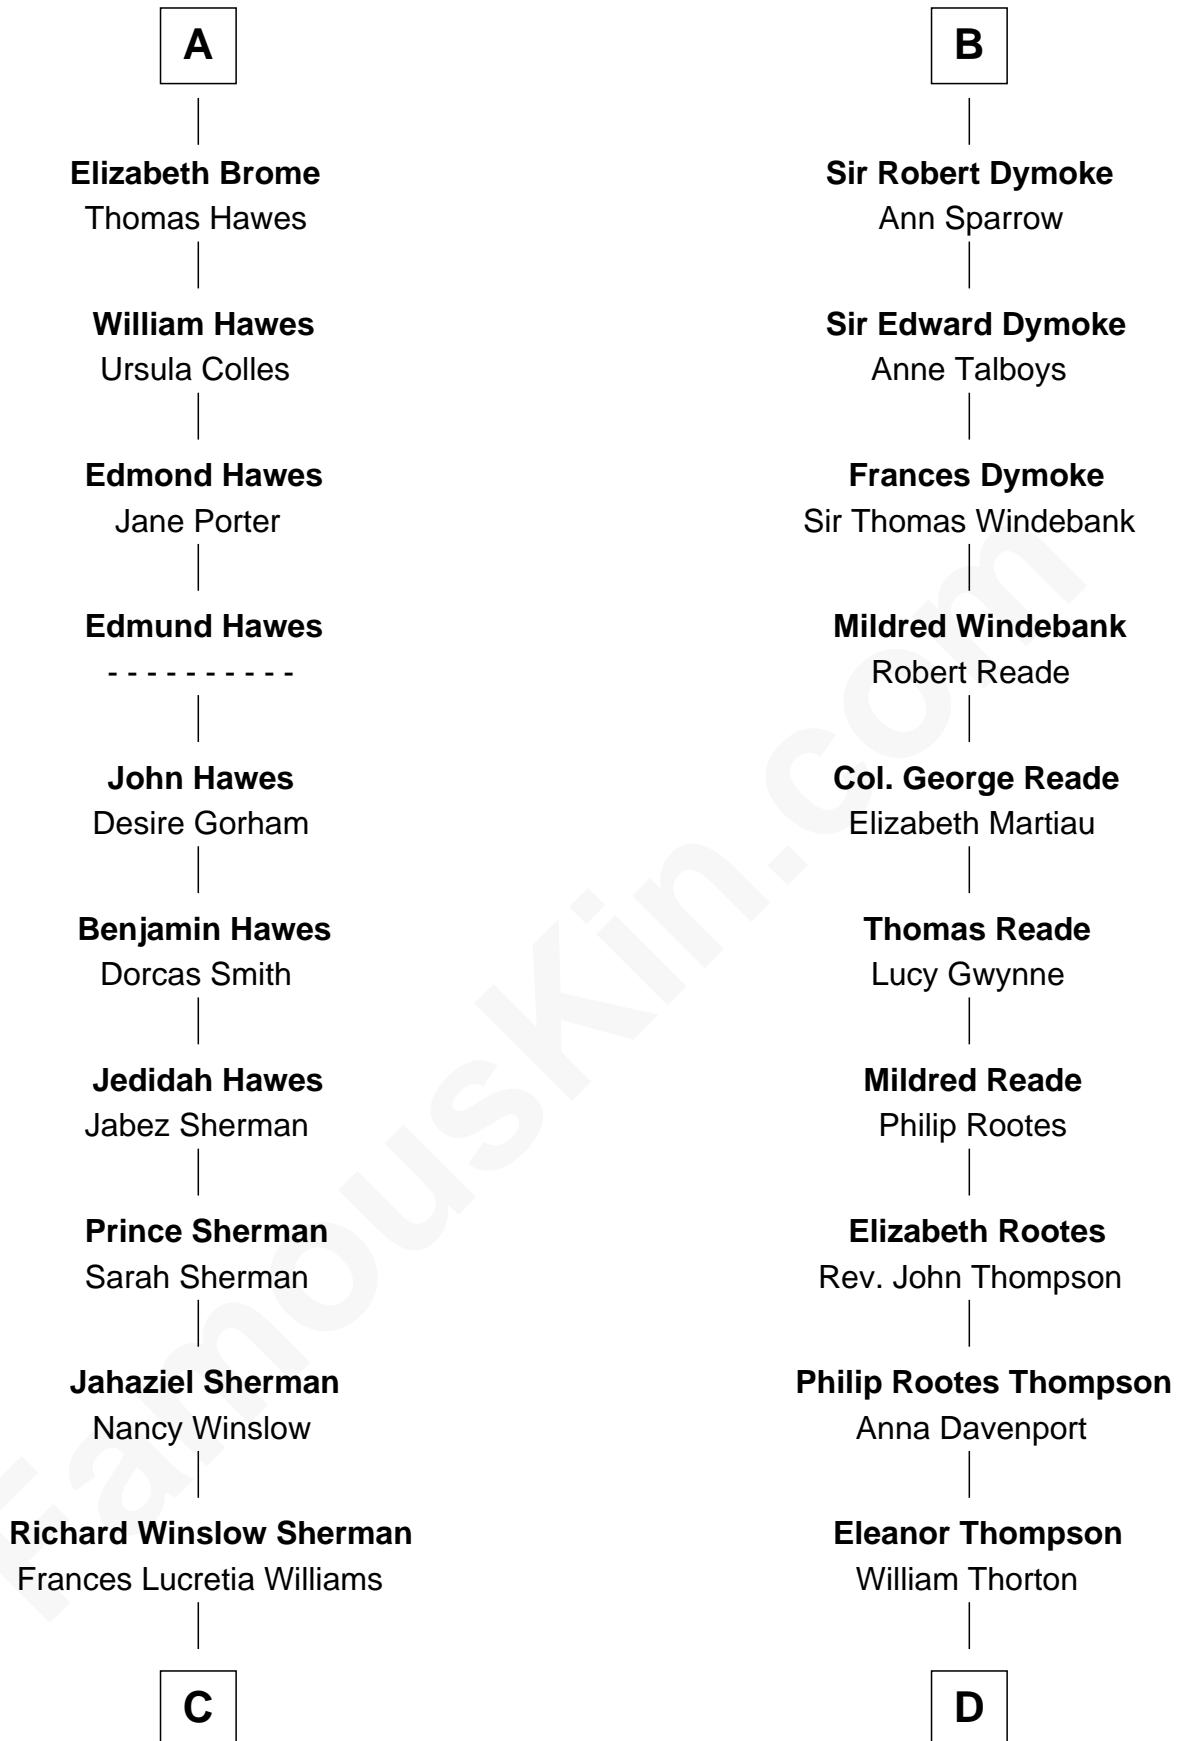 A
Elizabeth Brome
Thomas Hawes
William Hawes
Ursula Colles
Edmond Hawes
Jane Porter
Edmund Hawes
- - - - - - - - - -
John Hawes
Desire Gorham
Benjamin Hawes
Dorcas Smith
Jedidah Hawes
Jabez Sherman
Prince Sherman
Sarah Sherman
Jahaziel Sherman
Nancy Winslow
Richard Winslow Sherman
Frances Lucretia Williams
C
B
Sir Robert Dymoke
Ann Sparrow
Sir Edward Dymoke
Anne Talboys
Frances Dymoke
Sir Thomas Windebank
Mildred Windebank
Robert Reade
Col. George Reade
Elizabeth Martiau
Thomas Reade
Lucy Gwynne
Mildred Reade
Philip Rootes
Elizabeth Rootes
Rev. John Thompson
Philip Rootes Thompson
Anna Davenport
Eleanor Thompson
William Thorton
D
FamousKin.com